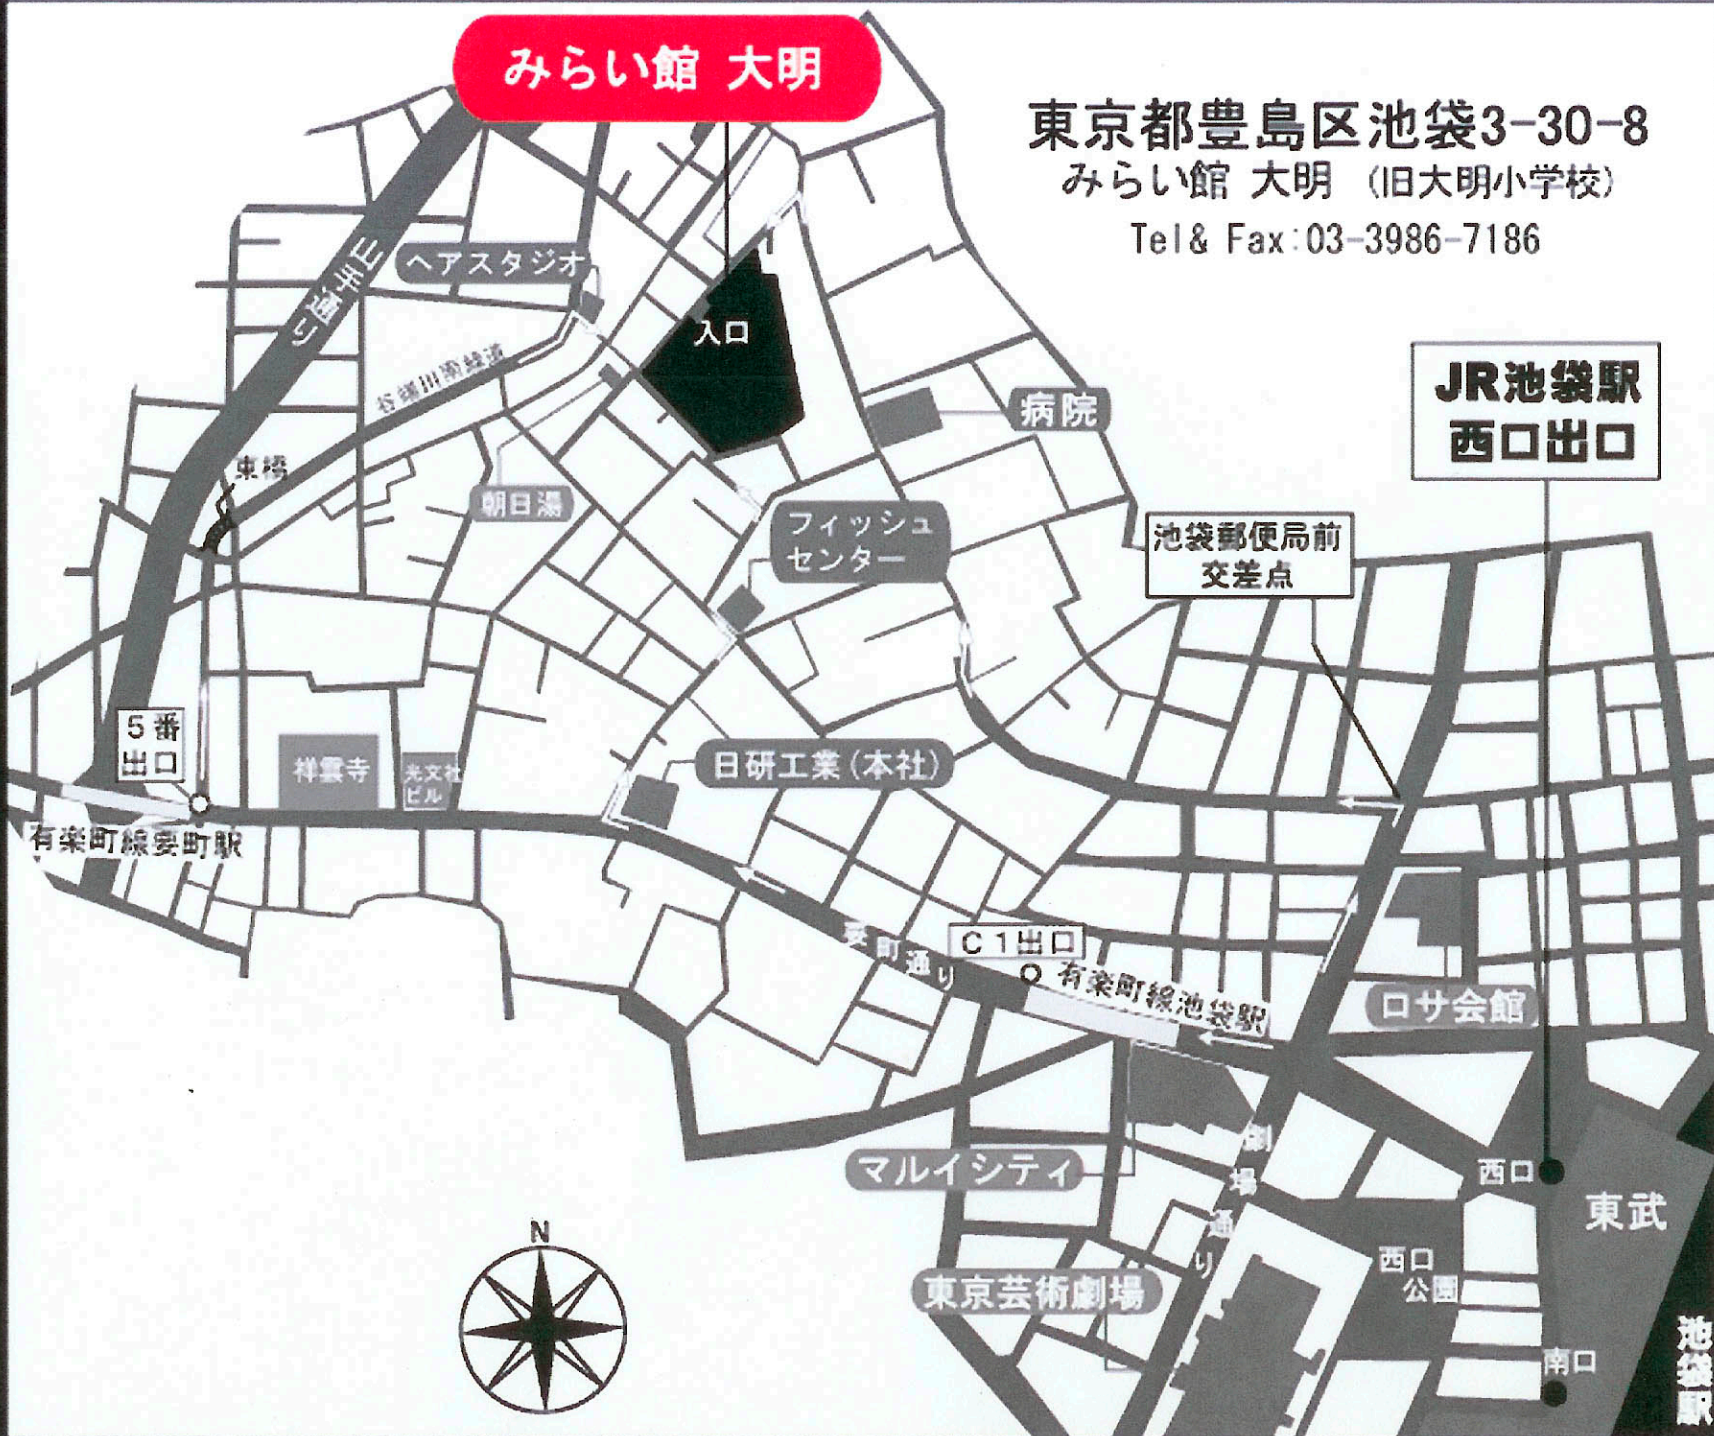 みらい館 大明
東京都豊島区池袋3-30-8
みらい館 大明 (旧大明小学校)
Tel& Fax:03-3986-7186
山手通り
ヘアスタジオ
入口
谷端川南緑道
病院
JR池袋駅
西口出口
東橋
朝日湯
フィッシュ
センター
池袋郵便局前
交差点
5番
出口
祥雲寺
光文社
ビル
日研工業(本社)
有楽町線要町駅
要町通り
C1出口
有楽町線池袋駅
ロサ会館
マルイシティ
劇場通り
西口
東武
西口
公園
東京芸術劇場
N
南口
池袋駅